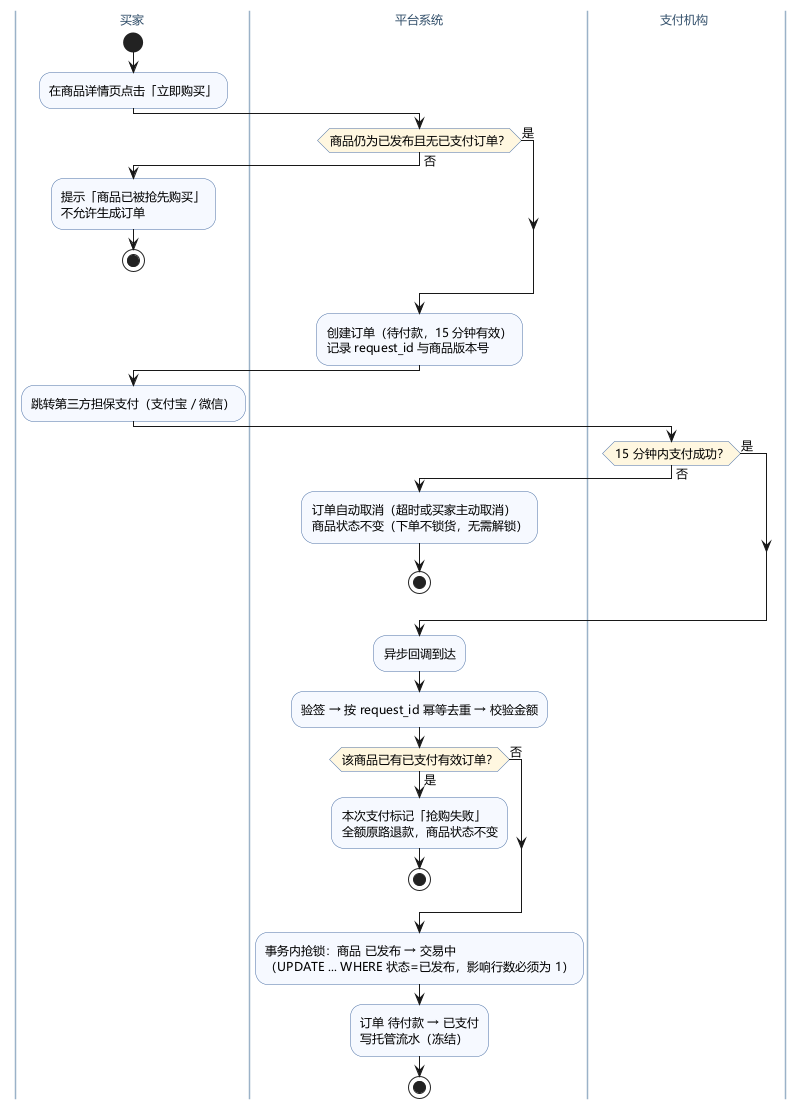 买家
平台系统
支付机构
在商品详情页点击「立即购买」
商品仍为已发布且无已支付订单？
是
否
提示「商品已被抢先购买」
不允许生成订单
创建订单（待付款，15 分钟有效）
记录 request_id 与商品版本号
跳转第三方担保支付（支付宝 / 微信）
15 分钟内支付成功？
是
否
订单自动取消（超时或买家主动取消）
商品状态不变（下单不锁货，无需解锁）
异步回调到达
验签 → 按 request_id 幂等去重 → 校验金额
该商品已有已支付有效订单？
否
是
本次支付标记「抢购失败」
全额原路退款，商品状态不变
事务内抢锁：商品 已发布 → 交易中
（UPDATE ... WHERE 状态=已发布，影响行数必须为 1）
订单 待付款 → 已支付
写托管流水（冻结）